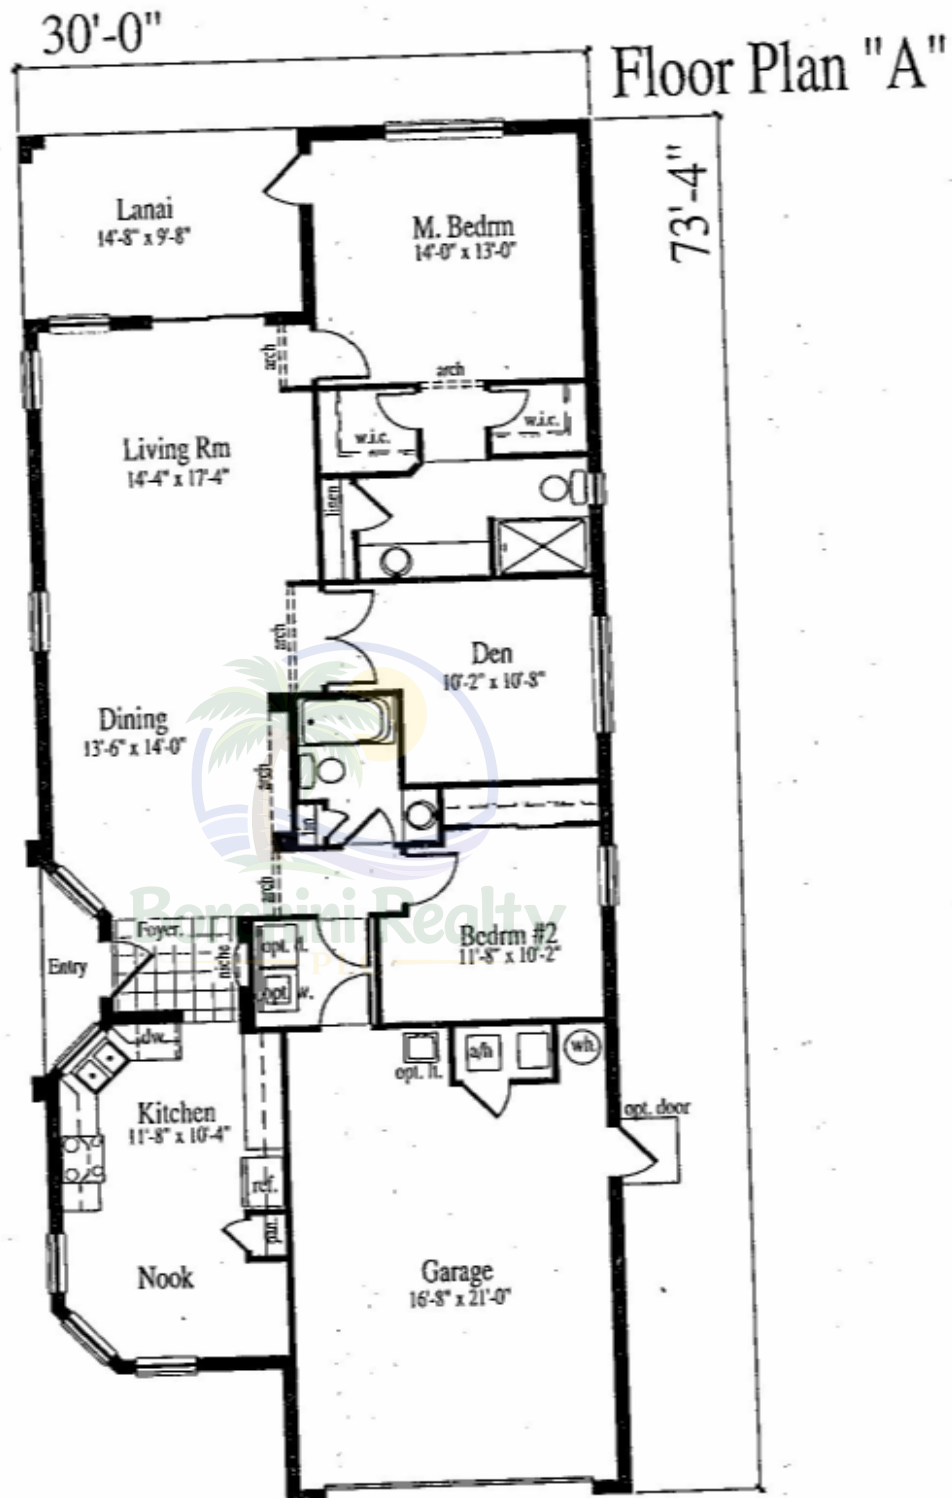 30'-0"
Floor Plan "A"
73'-4"
Lanai
14'-8" x 9'-8"
M. Bedrm
14'-0" x 13'-0"
arch
arch
w.i.c.
w.i.c.
Living Rm
14'-4" x 17'-4"
linen
arch
Den
10'-2" x 10'-8"
Dining
13'-6" x 14'-0"
arch
lin
arch
Borghini Realty
Foyer
niche
opt. d.
Bedrm #2
11'-8" x 10'-2"
Entry
opt. w.
dw.
opt. lt.
a/h
wh.
Kitchen
11'-8" x 10'-4"
opt. door
ref.
pan.
Nook
Garage
16'-8" x 21'-0"